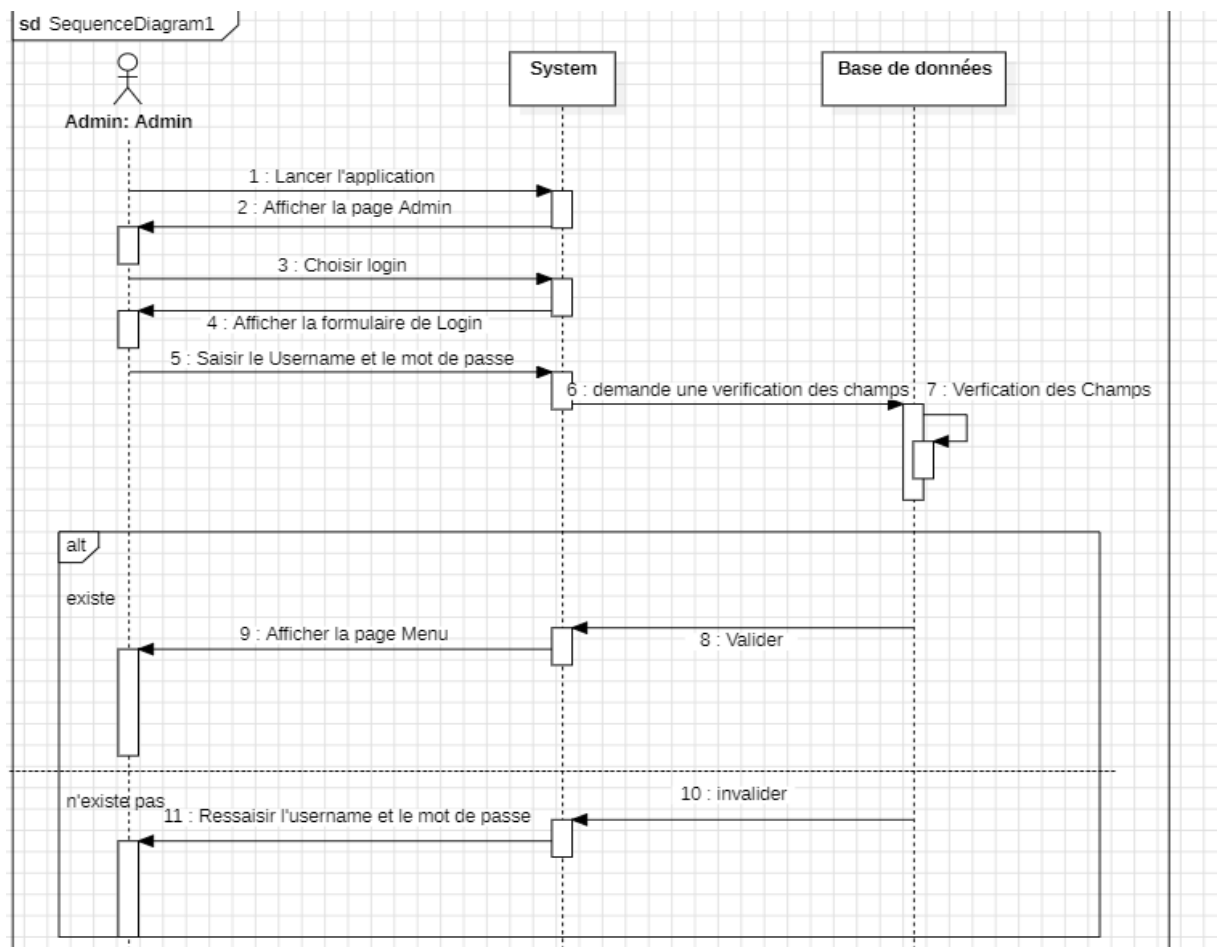 sd SequenceDiagram1
System
Base de données
Admin: Admin
1 : Lancer l'application
2 : Afficher la page Admin
3 : Choisir login
4 : Afficher la formulaire de Login
5 : Saisir le Username et le mot de passe
6 : demande une verification des champs
7 : Verfication des Champs
alt
existe
9 : Afficher la page Menu
8 : Valider
n'existe pas
10 : invalider
11 : Ressaisir l'username et le mot de passe